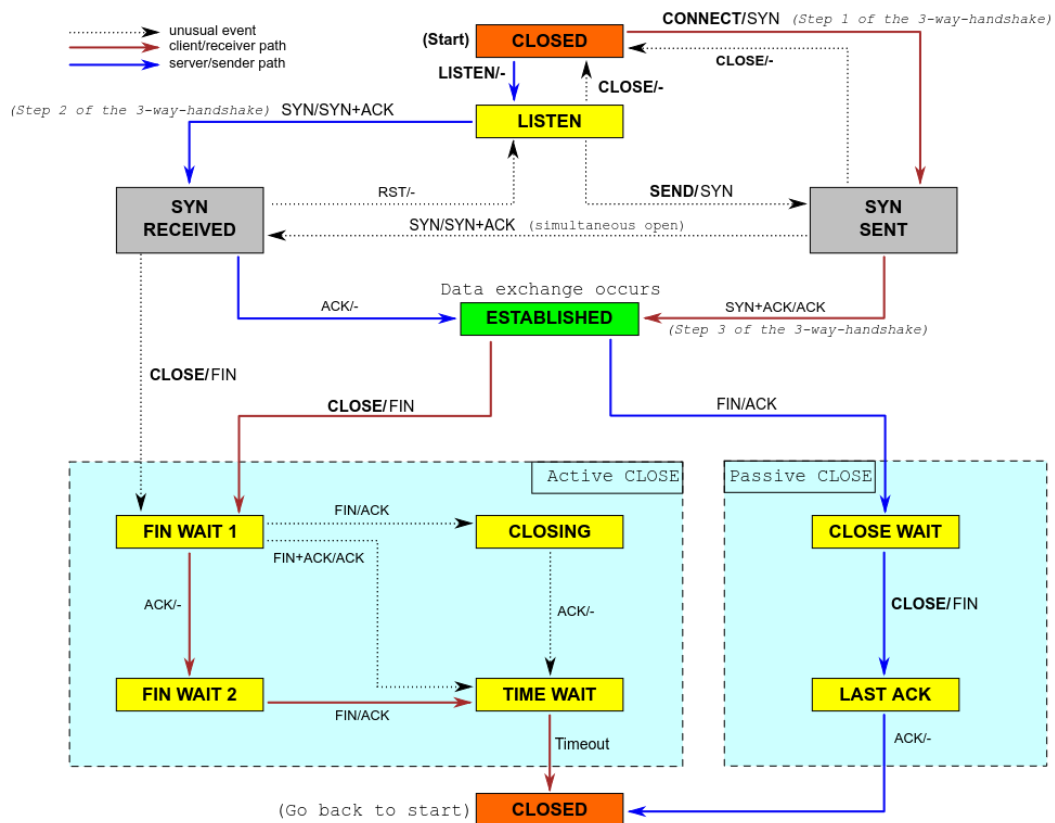 unusual event
client/receiver path
server/sender path
(Start)
CLOSED
CONNECT/SYN (Step 1 of the 3-way-handshake)
CLOSE/-
LISTEN/-
CLOSE/-
(Step 2 of the 3-way-handshake) SYN/SYN+ACK
LISTEN
RST/-
SEND/SYN
SYN
RECEIVED
SYN
SENT
SYN/SYN+ACK (simultaneous open)
Data exchange occurs
ACK/-
ESTABLISHED
SYN+ACK/ACK
(Step 3 of the 3-way-handshake)
CLOSE/FIN
CLOSE/FIN
FIN/ACK
Active CLOSE
Passive CLOSE
FIN WAIT 1
FIN/ACK
CLOSING
CLOSE WAIT
FIN+ACK/ACK
ACK/-
ACK/-
CLOSE/FIN
FIN WAIT 2
FIN/ACK
TIME WAIT
LAST ACK
Timeout
ACK/-
(Go back to start)
CLOSED